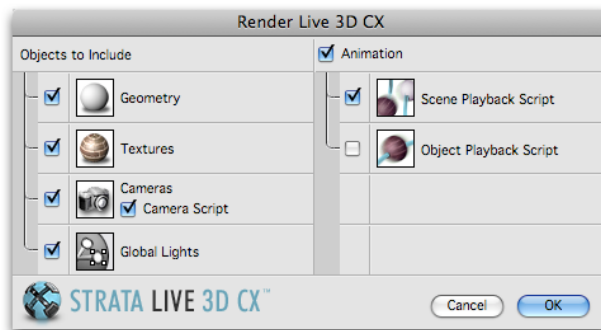 Render Live 3D CX
Objects to Include
Animation
Geometry
Scene Playback Script
Textures
Object Playback Script
Cameras
Camera Script
Global Lights
STRATA LIVE 3D CX™
Cancel
OK